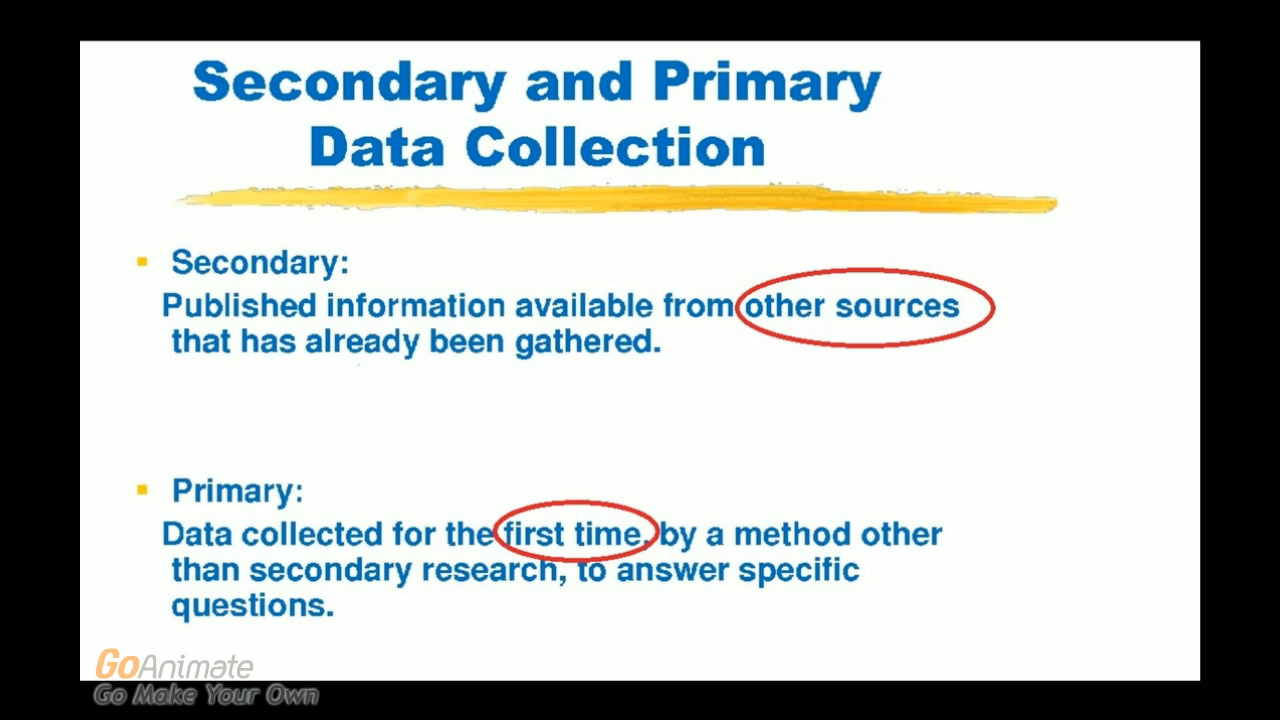 Secondary and Primary
Data Collection
Secondary:
Published information available from other sources
that has already been gathered.
Primary:
Data collected for the first time, by a method other
than secondary research, to answer specific
questions.
GoAnimate
Go Make Your Own